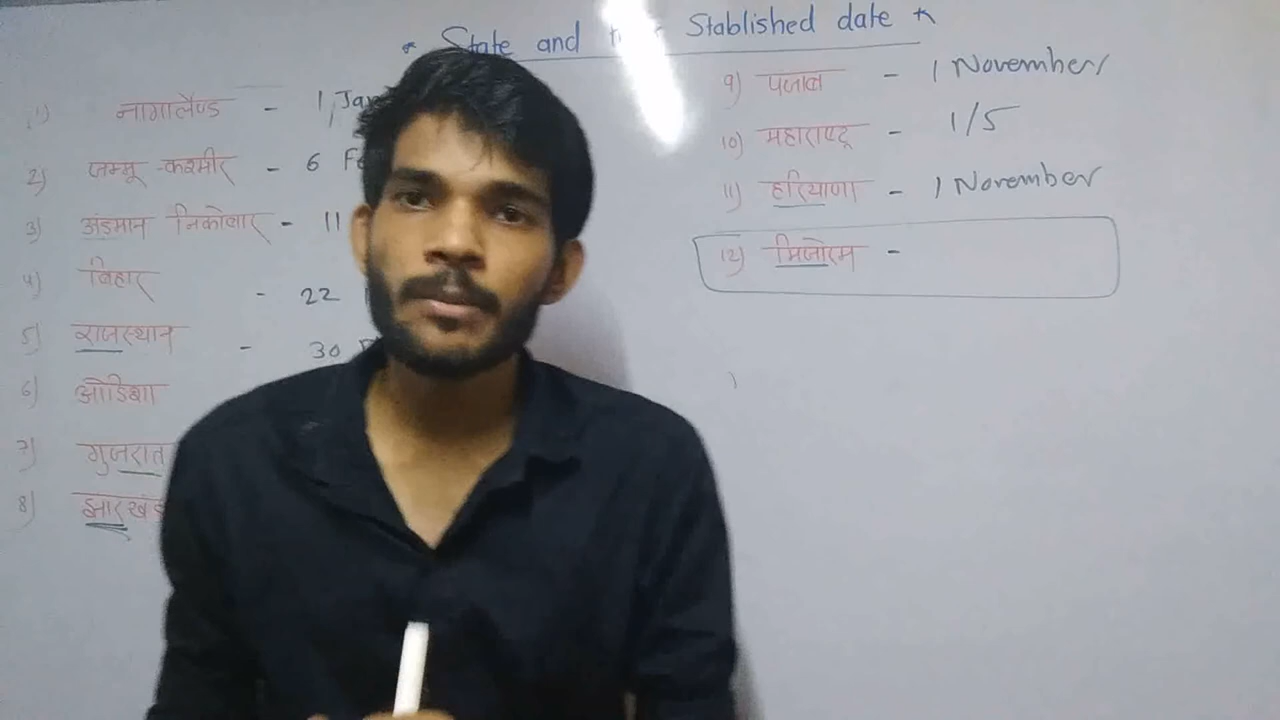 * State and Stablished date *
1) नागालैण्ड - 1 Jan
2) जम्मू-कश्मीर - 6 Fe
3) अंडमान निकोबार - 11
4) बिहार - 22
5) राजस्थान - 30
6) ओडिशा
7) गुजरात
8) झारखंड
9) पंजाब - 1 November
10) महाराष्ट्र - 1/5
11) हरियाणा - 1 November
12) मिजोरम -